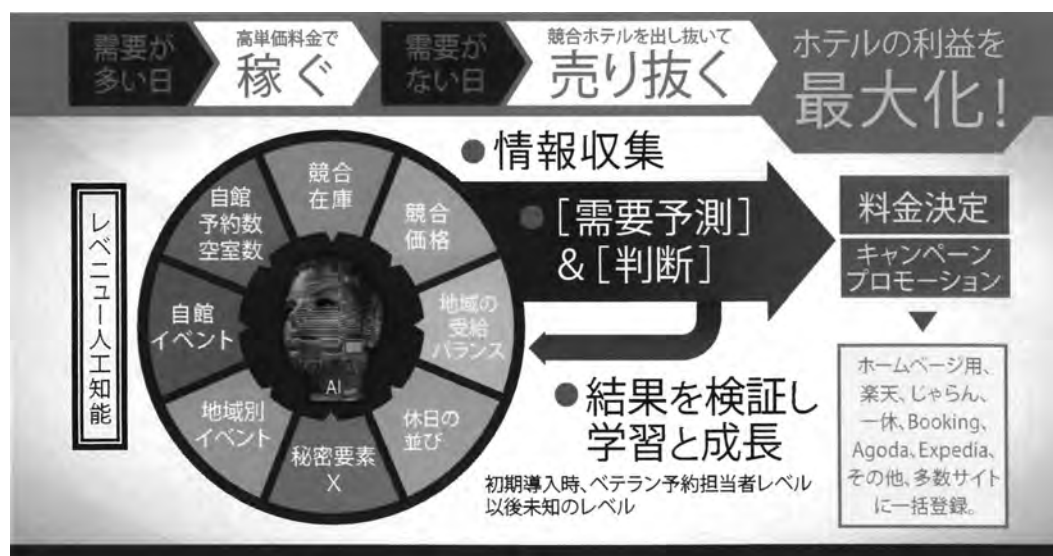 需要が
多い日
高単価料金で
稼ぐ
需要が
ない日
競合ホテルを出し抜いて
売り抜く
ホテルの利益を
最大化！
レベニュー人工知能
競合
在庫
競合
価格
地域の
受給
バランス
休日の
並び
秘密要素
X
地域別
イベント
自館
イベント
自館
予約数
空室数
AI
●情報収集
●［需要予測］
＆［判断］
●結果を検証し
学習と成長
初期導入時、ベテラン予約担当者レベル
以後未知のレベル
料金決定
キャンペーン
プロモーション
▼
ホームページ用、
楽天、じゃらん、
一休、Booking、
Agoda、Expedia、
その他、多数サイト
に一括登録。